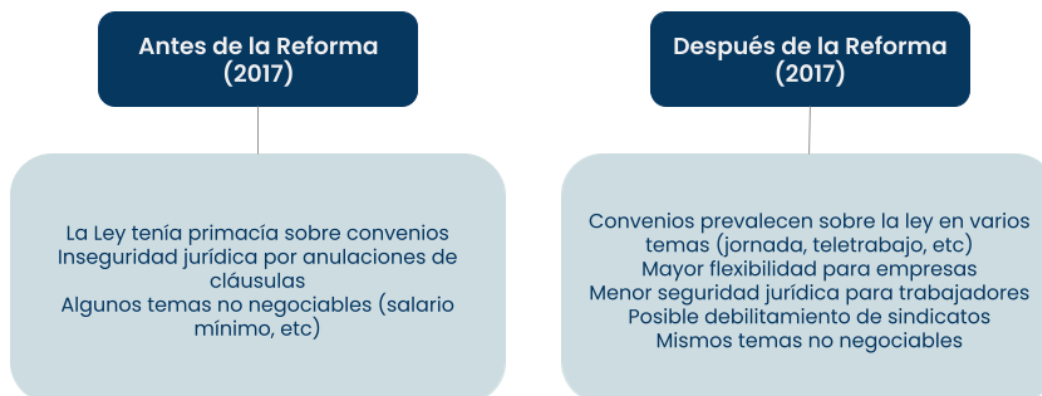 Antes de la Reforma
(2017)
La Ley tenía primacía sobre convenios
Inseguridad jurídica por anulaciones de
cláusulas
Algunos temas no negociables (salario
mínimo, etc)
Después de la Reforma
(2017)
Convenios prevalecen sobre la ley en varios
temas (jornada, teletrabajo, etc)
Mayor flexibilidad para empresas
Menor seguridad jurídica para trabajadores
Posible debilitamiento de sindicatos
Mismos temas no negociables